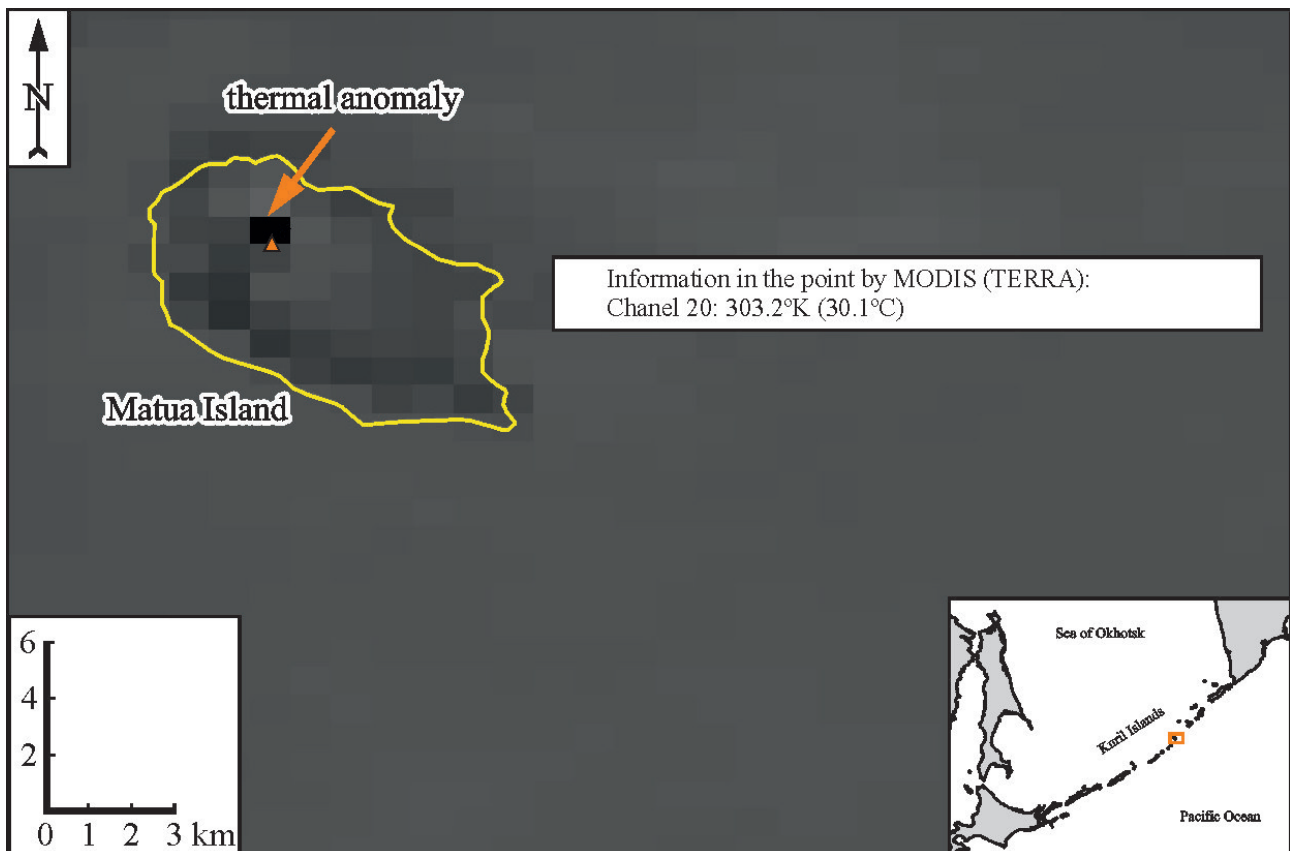 N
thermal anomaly
Information in the point by MODIS (TERRA):
Chanel 20: 303.2°K (30.1°C)
Matua Island
6
4
2
0 1 2 3 km
Sea of Okhotsk
Kuril Islands
Pacific Ocean